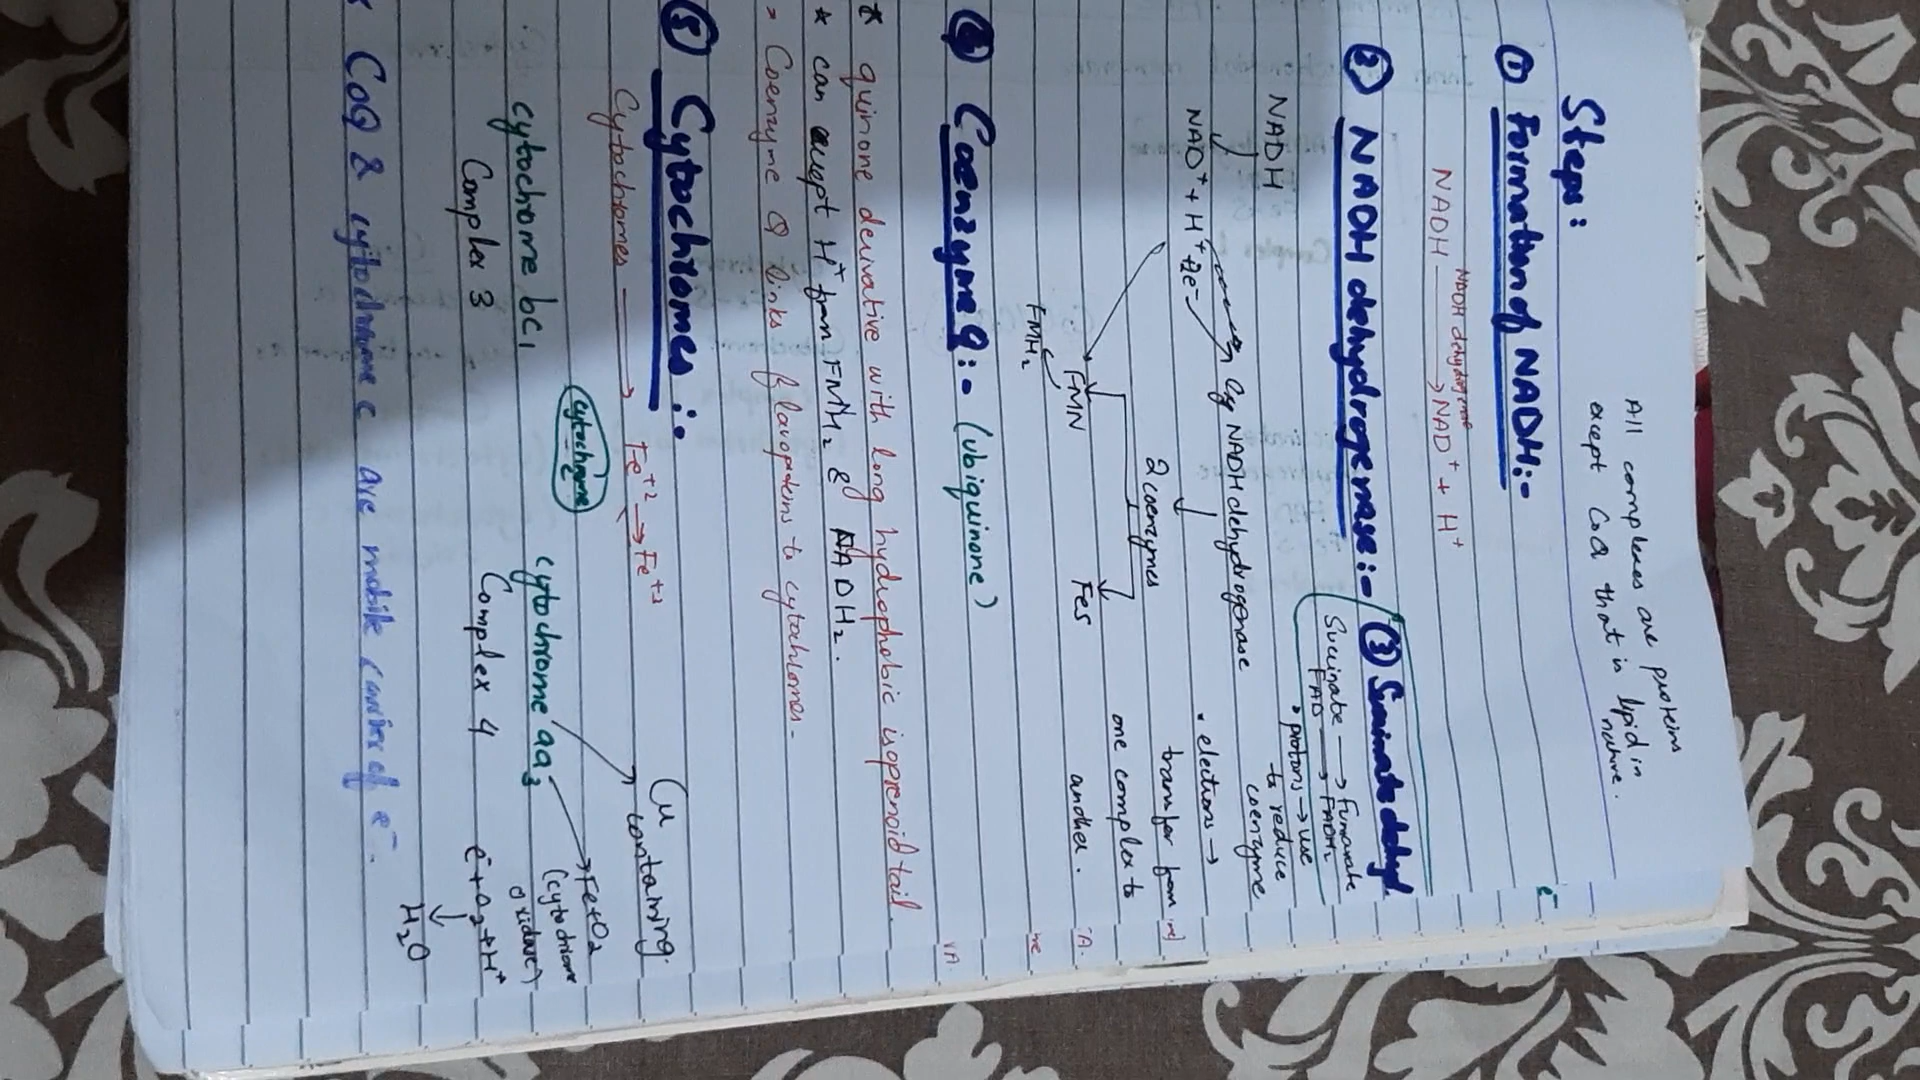 All complexes are proteins
except CoQ that is lipid in
nature.
Steps:
① Formation of NADH:-
NADH dehydrogenase
NADH → NAD⁺ + H⁺
e⁻
② NADH dehydrogenase:-
③ Succinate dehyd.
Succinate → Fumarate
FAD → FADH₂
• protons → use
to reduce
coenzyme
NADH
NAD⁺ + H⁺ + 2e⁻
by NADH dehydrogenase
• electrons →
transfer from
one complex to
another.
2 coenzymes
FMN
FeS
FMH₂
④ Coenzyme Q:- (ubiquinone)
* quinone derivative with long hydrophobic isoprenoid tail.
* can accept H⁺ from FMNH₂ & FADH₂.
* Coenzyme Q links flavoproteins to cytochromes.
⑤ Cytochromes:-
Cytochromes → Fe⁺² → Fe⁺³
Cu containing
cytochrome
c
cytochrome bc₁
Complex 3
cytochrome aa₃
Complex 4
Fe+O₂
(cytochrome
oxidase)
e⁻ + O₂ + H⁺
↓
H₂O
* CoQ & cytochrome c are mobile carrier of e⁻.